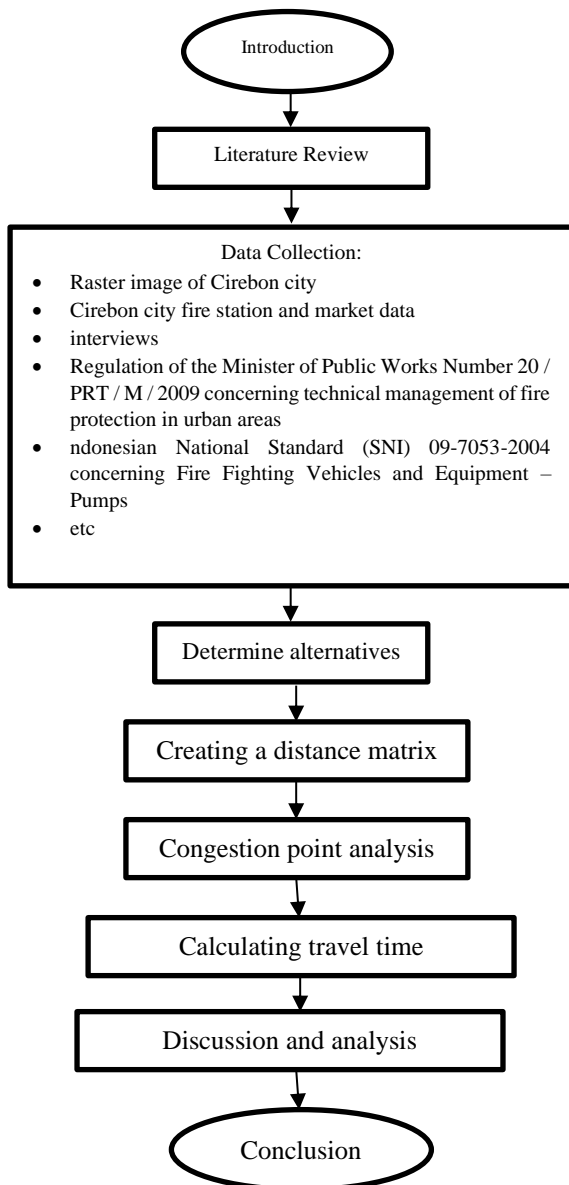 Introduction
Literature Review
Data Collection:
• Raster image of Cirebon city
• Cirebon city fire station and market data
• interviews
• Regulation of the Minister of Public Works Number 20 /
PRT / M / 2009 concerning technical management of fire
protection in urban areas
• ndonesian National Standard (SNI) 09-7053-2004
concerning Fire Fighting Vehicles and Equipment –
Pumps
• etc
Determine alternatives
Creating a distance matrix
Congestion point analysis
Calculating travel time
Discussion and analysis
Conclusion